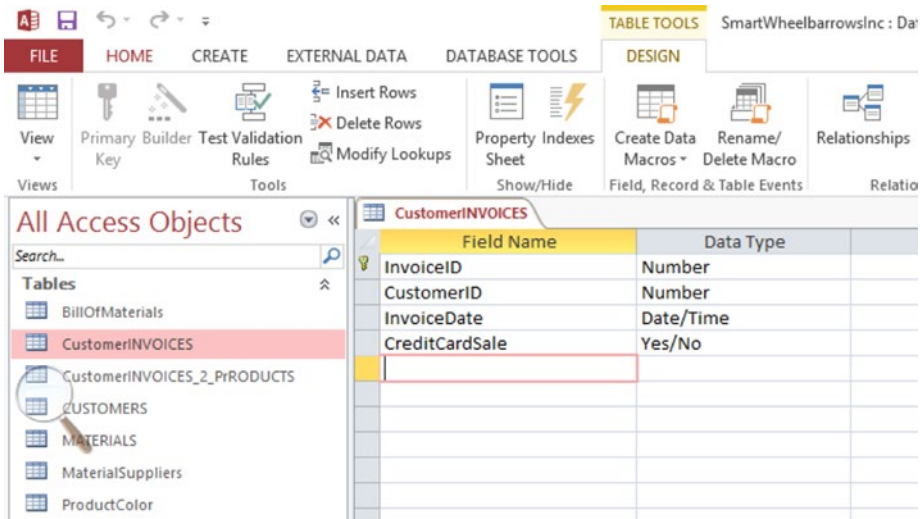 TABLE TOOLS SmartWheelbarrowsInc : Da
FILE HOME CREATE EXTERNAL DATA DATABASE TOOLS DESIGN
View
Primary Key
Builder
Test Validation Rules
Insert Rows
Delete Rows
Modify Lookups
Property Sheet
Indexes
Create Data Macros
Rename/ Delete Macro
Relationships
Views Tools Show/Hide Field, Record & Table Events Relatio
All Access Objects
Search...
Tables
BillOfMaterials
CustomerINVOICES
CustomerINVOICES_2_PrRODUCTS
CUSTOMERS
MATERIALS
MaterialSuppliers
ProductColor
CustomerINVOICES
Field Name Data Type
InvoiceID Number
CustomerID Number
InvoiceDate Date/Time
CreditCardSale Yes/No